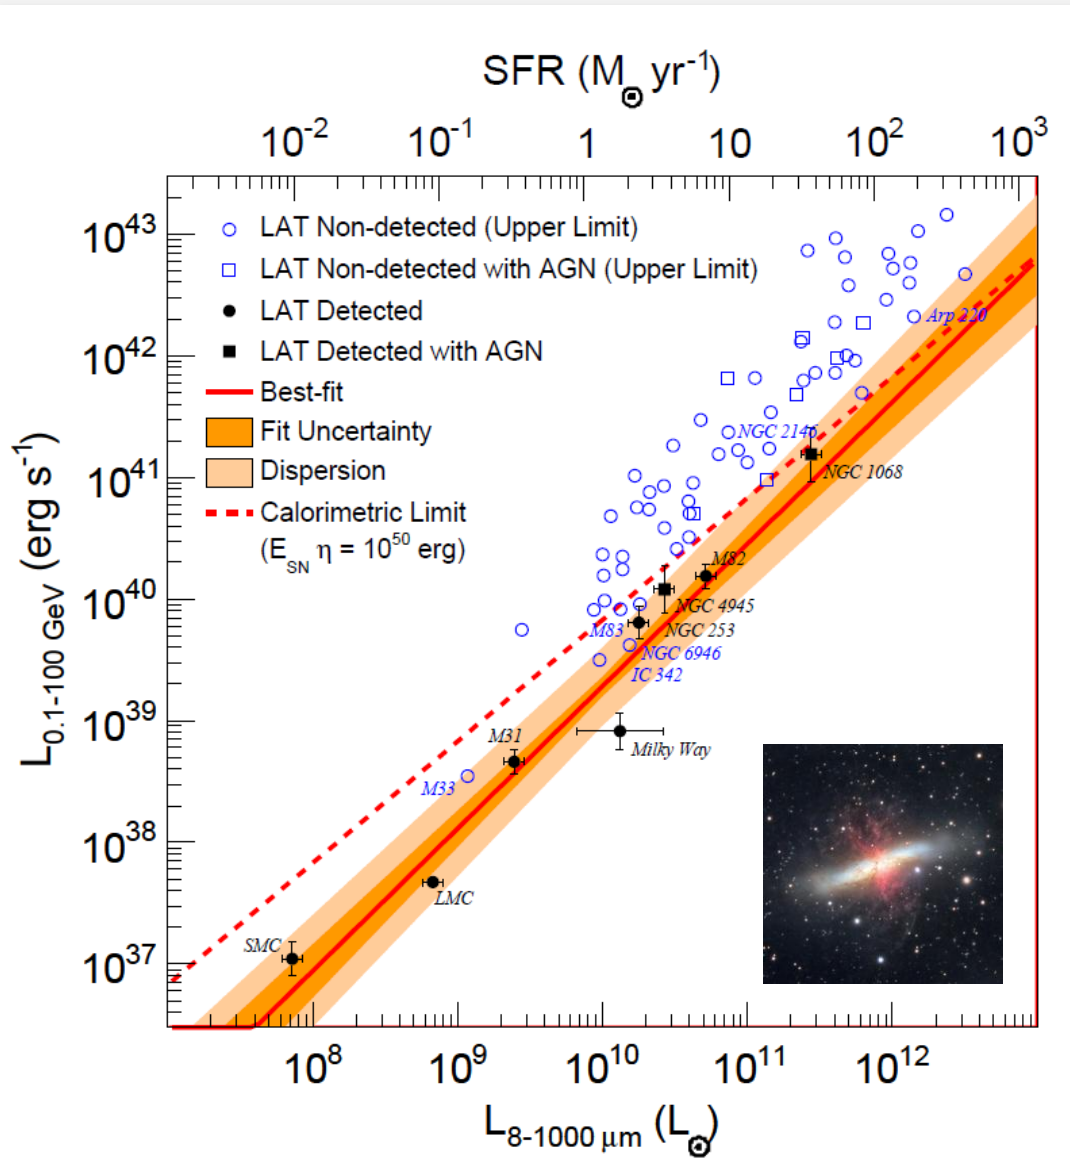 SFR (M⊙ yr⁻¹)
10⁻² 10⁻¹ 1 10 10² 10³
10⁴³
10⁴²
10⁴¹
10⁴⁰
10³⁹
10³⁸
10³⁷
L₀.₁₋₁₀₀ GeV (erg s⁻¹)
LAT Non-detected (Upper Limit)
LAT Non-detected with AGN (Upper Limit)
LAT Detected
LAT Detected with AGN
Best-fit
Fit Uncertainty
Dispersion
Calorimetric Limit
(E_SN η = 10⁵⁰ erg)
Arp 220
NGC 2146
NGC 1068
M82
NGC 4945
M83
NGC 253
NGC 6946
IC 342
M31
Milky Way
M33
LMC
SMC
10⁸ 10⁹ 10¹⁰ 10¹¹ 10¹²
L₈₋₁₀₀₀ μm (L⊙)